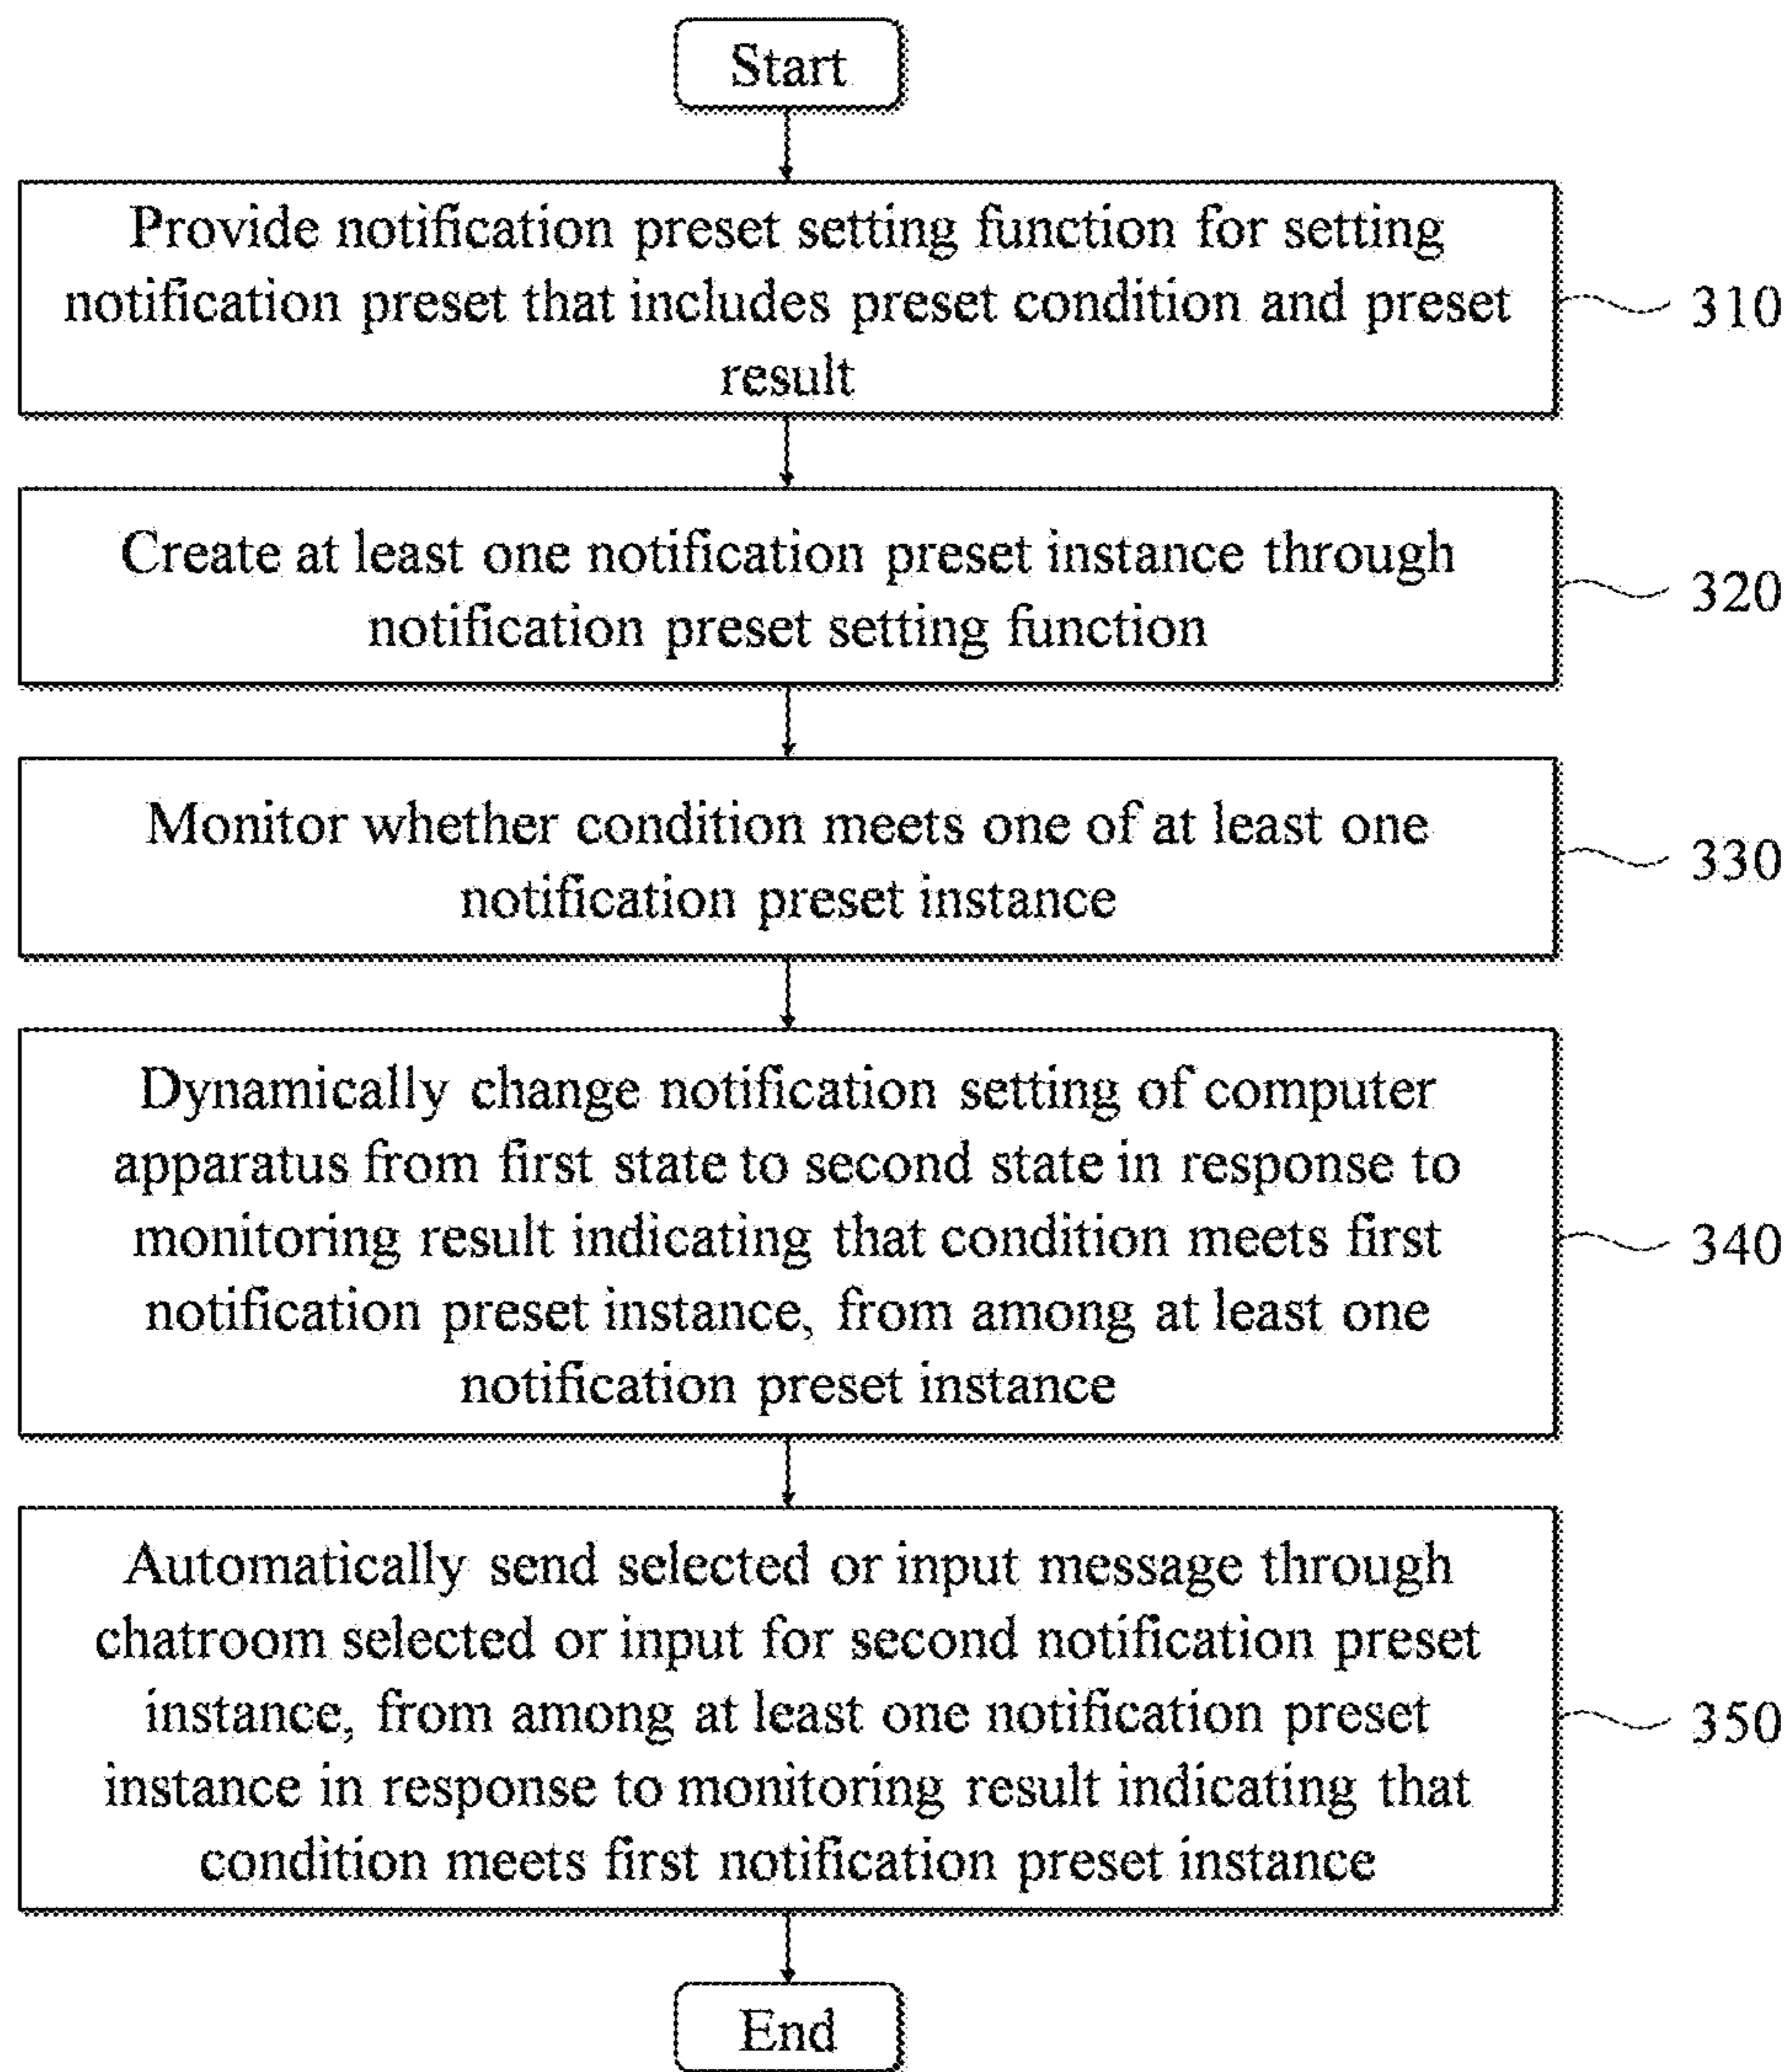 Start
Provide notification preset setting function for setting
notification preset that includes preset condition and preset
result
310
Create at least one notification preset instance through
notification preset setting function
320
Monitor whether condition meets one of at least one
notification preset instance
330
Dynamically change notification setting of computer
apparatus from first state to second state in response to
monitoring result indicating that condition meets first
notification preset instance, from among at least one
notification preset instance
340
Automatically send selected or input message through
chatroom selected or input for second notification preset
instance, from among at least one notification preset
instance in response to monitoring result indicating that
condition meets first notification preset instance
350
End